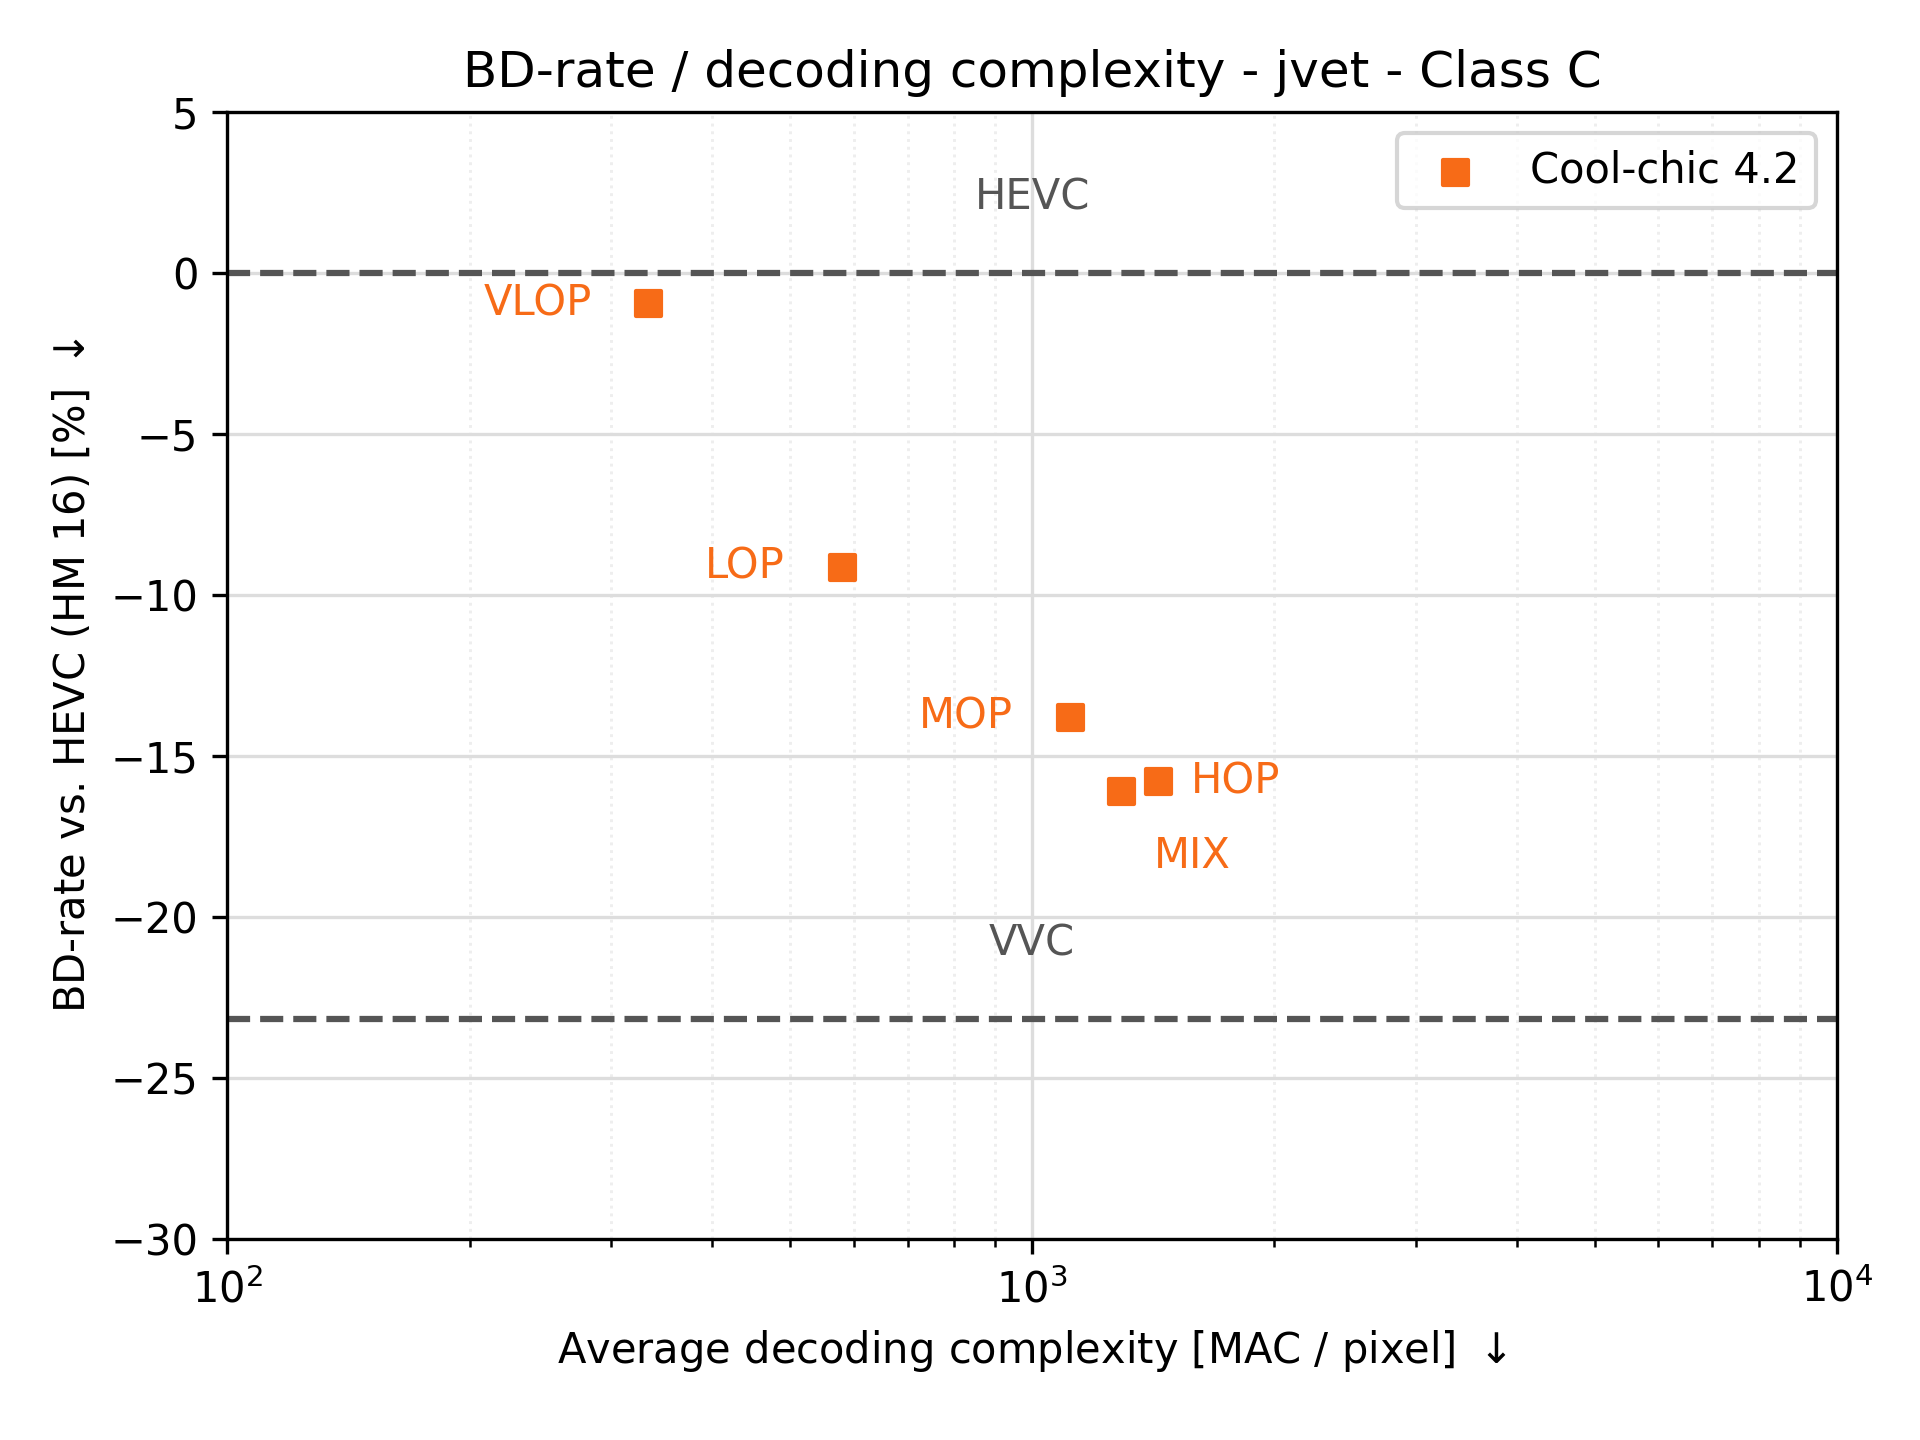 BD-rate / decoding complexity - jvet - Class C
5
0
−5
−10
−15
−20
−25
−30
BD-rate vs. HEVC (HM 16) [%] ↓
Cool-chic 4.2
HEVC
VLOP
LOP
MOP
HOP
MIX
VVC
10²
10³
10⁴
Average decoding complexity [MAC / pixel] ↓